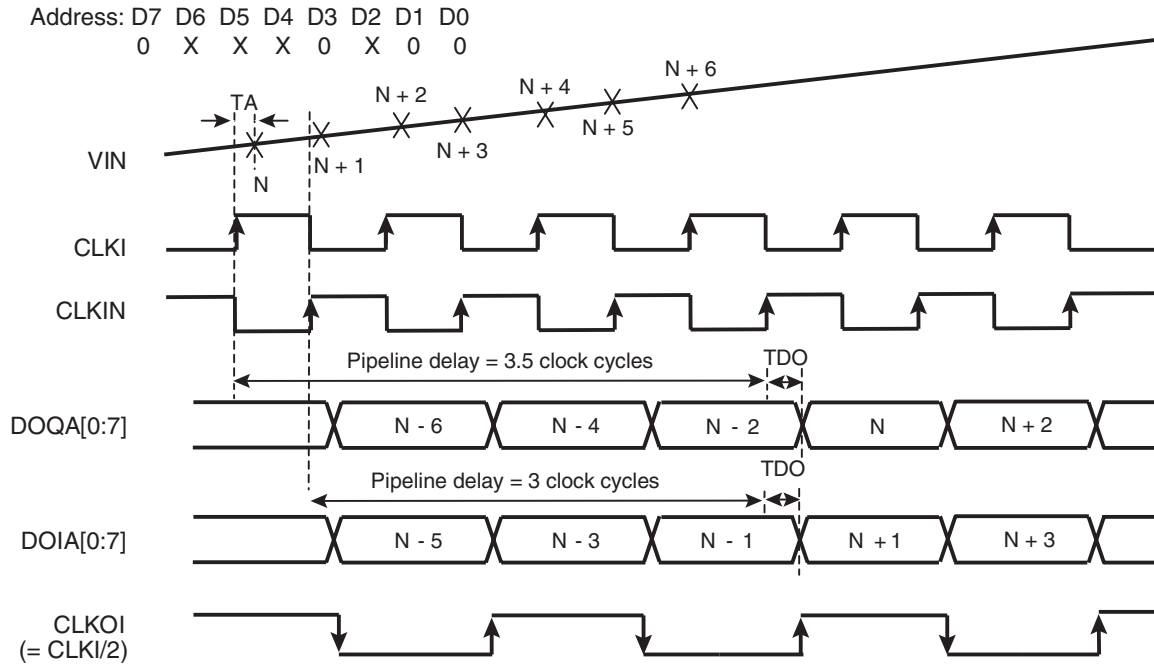 Address: D7 D6 D5 D4 D3 D2 D1 D0
0 X X X 0 X 0 0
TA
N + 2
N + 4
N + 6
N + 1
N + 3
N + 5
VIN
N
CLKI
CLKIN
Pipeline delay = 3.5 clock cycles
TDO
DOQA[0:7]
N - 6
N - 4
N - 2
N
N + 2
Pipeline delay = 3 clock cycles
TDO
DOIA[0:7]
N - 5
N - 3
N - 1
N + 1
N + 3
CLKOI
(= CLKI/2)